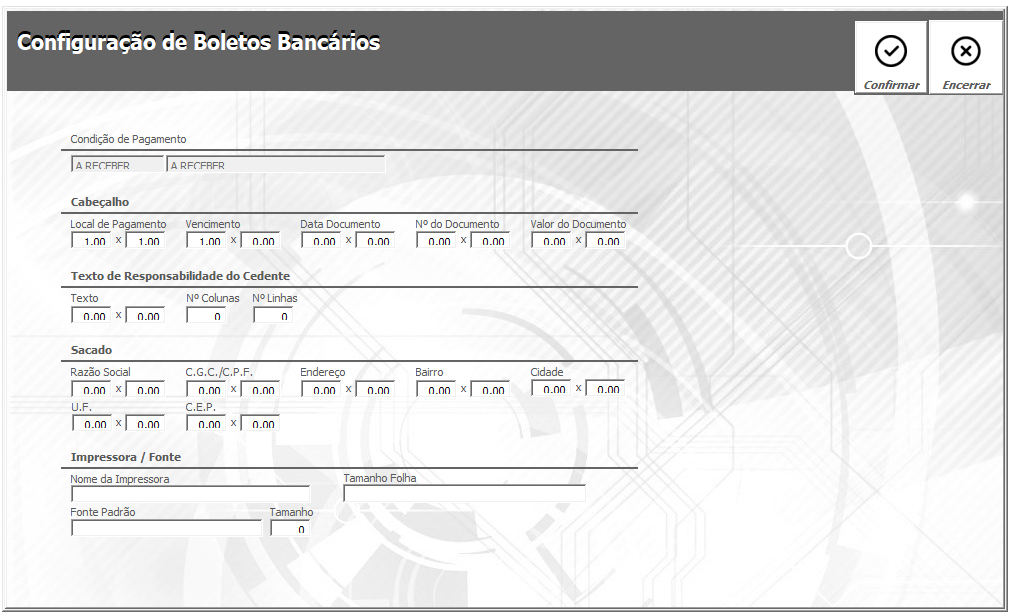 Configuração de Boletos Bancários
Confirmar Encerrar
Condição de Pagamento
A RECEBER A RECEBER
Cabeçalho
Local de Pagamento Vencimento Data Documento Nº do Documento Valor do Documento
1.00 x 1.00 1.00 x 0.00 0.00 x 0.00 0.00 x 0.00 0.00 x 0.00
Texto de Responsabilidade do Cedente
Texto Nº Colunas Nº Linhas
0.00 x 0.00 0 0
Sacado
Razão Social C.G.C./C.P.F. Endereço Bairro Cidade
0.00 x 0.00 0.00 x 0.00 0.00 x 0.00 0.00 x 0.00 0.00 x 0.00
U.F. C.E.P.
0.00 x 0.00 0.00 x 0.00
Impressora / Fonte
Nome da Impressora Tamanho Folha
Fonte Padrão Tamanho
0